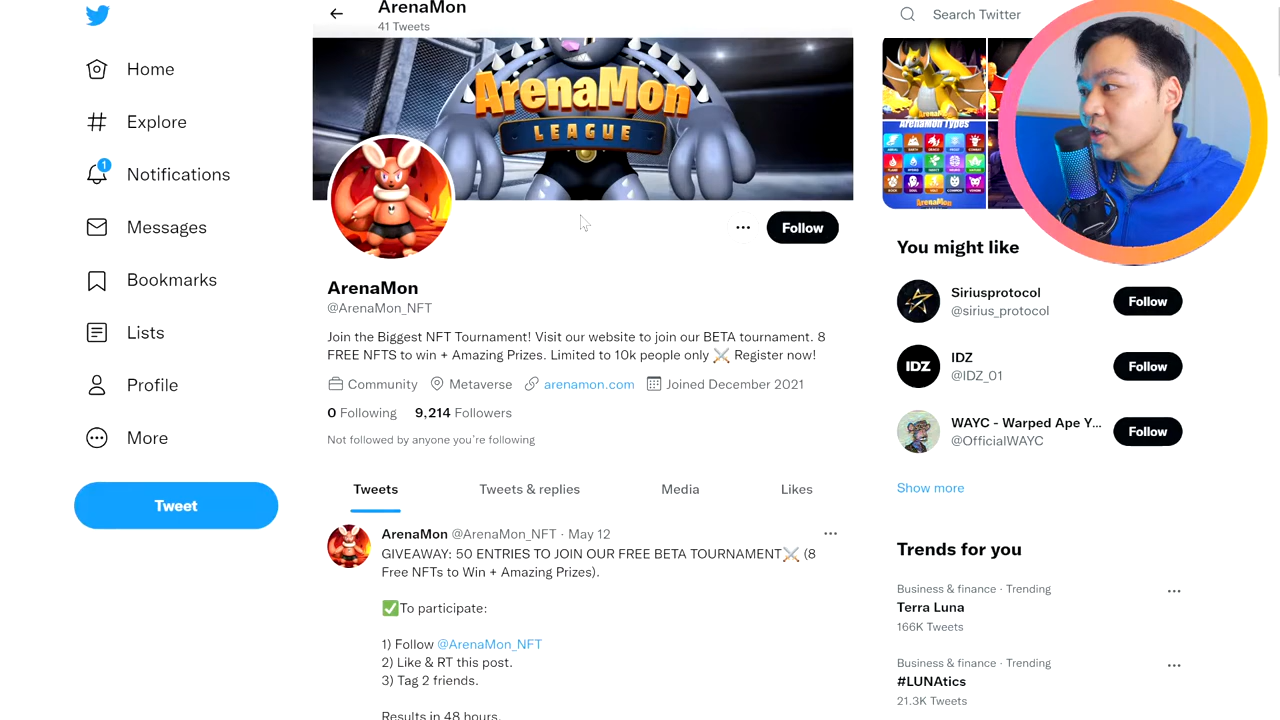 ArenaMon
41 Tweets
Search Twitter
Home
Explore
1
Notifications
Messages
Bookmarks
Lists
Profile
More
Tweet
ArenaMon
LEAGUE
Follow
ArenaMon
@ArenaMon_NFT
Join the Biggest NFT Tournament! Visit our website to join our BETA tournament. 8
FREE NFTS to win + Amazing Prizes. Limited to 10k people only ⚔️ Register now!
Community Metaverse arenamon.com Joined December 2021
0 Following 9,214 Followers
Not followed by anyone you're following
Tweets Tweets & replies Media Likes
ArenaMon @ArenaMon_NFT · May 12
GIVEAWAY: 50 ENTRIES TO JOIN OUR FREE BETA TOURNAMENT⚔️ (8
Free NFTs to Win + Amazing Prizes).
✅To participate:
1) Follow @ArenaMon_NFT
2) Like & RT this post.
3) Tag 2 friends.
Results in 48 hours.
ArenaMon Types
ArenaMon
You might like
Siriusprotocol
@sirius_protocol
Follow
IDZ
IDZ
@IDZ_01
Follow
WAYC - Warped Ape Y...
@OfficialWAYC
Follow
Show more
Trends for you
Business & finance · Trending
Terra Luna
166K Tweets
Business & finance · Trending
#LUNAtics
21.3K Tweets